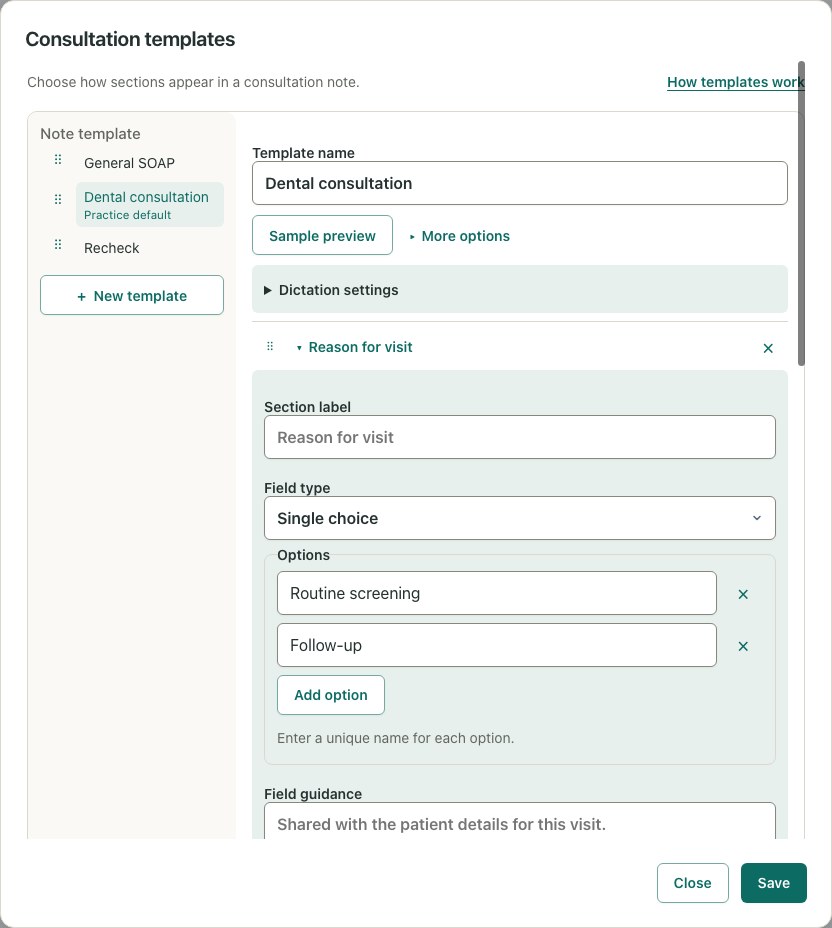 Consultation templates
Choose how sections appear in a consultation note.
How templates work
Note template
General SOAP
Dental consultation
Practice default
Recheck
+ New template
Template name
Dental consultation
Sample preview
More options
Dictation settings
Reason for visit
Section label
Reason for visit
Field type
Single choice
Options
Routine screening
Follow-up
Add option
Enter a unique name for each option.
Field guidance
Shared with the patient details for this visit.
Close
Save